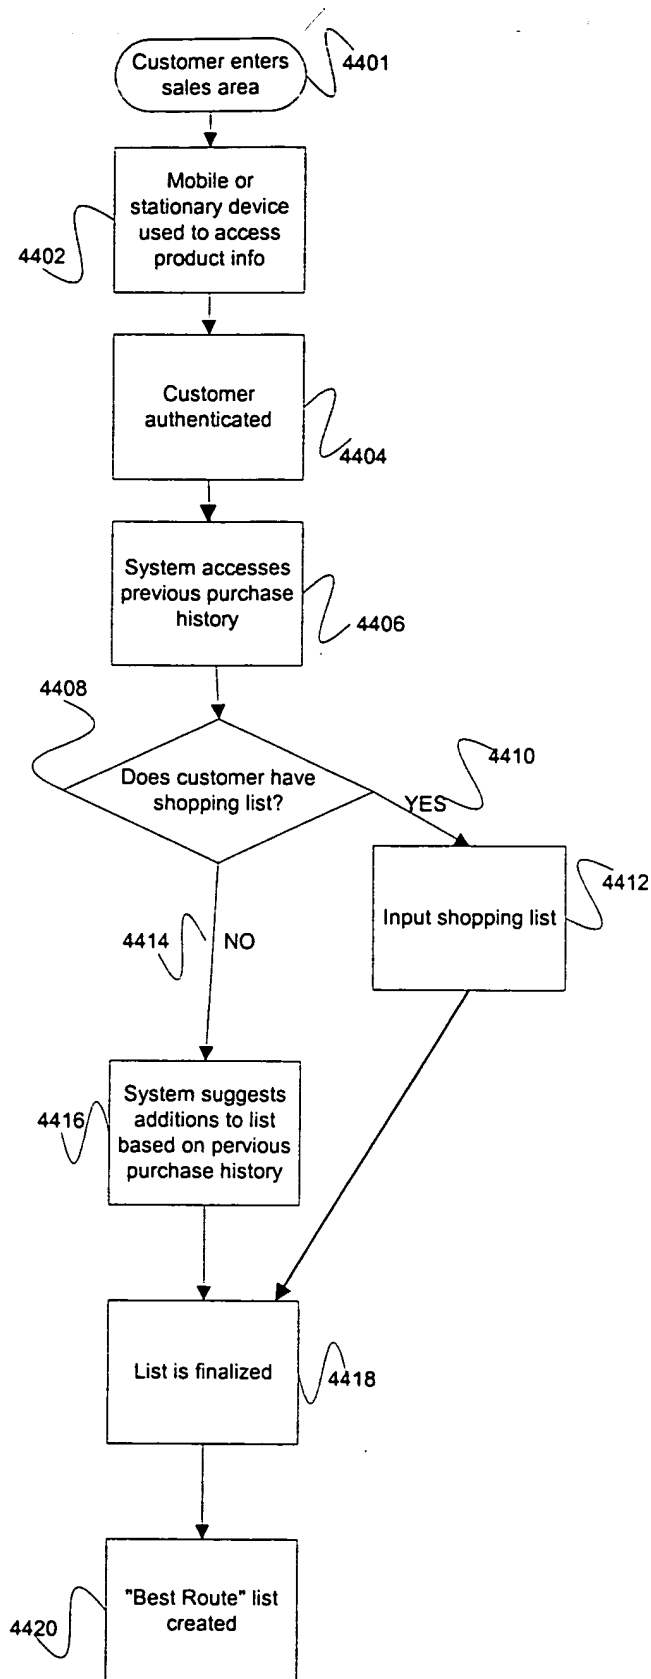 Customer enters
sales area
4401
Mobile or
stationary device
used to access
product info
4402
Customer
authenticated
4404
System accesses
previous purchase
history
4406
4408
Does customer have
shopping list?
4410
YES
4412
Input shopping list
4414
NO
System suggests
additions to list
based on pervious
purchase history
4416
List is finalized
4418
"Best Route" list
created
4420